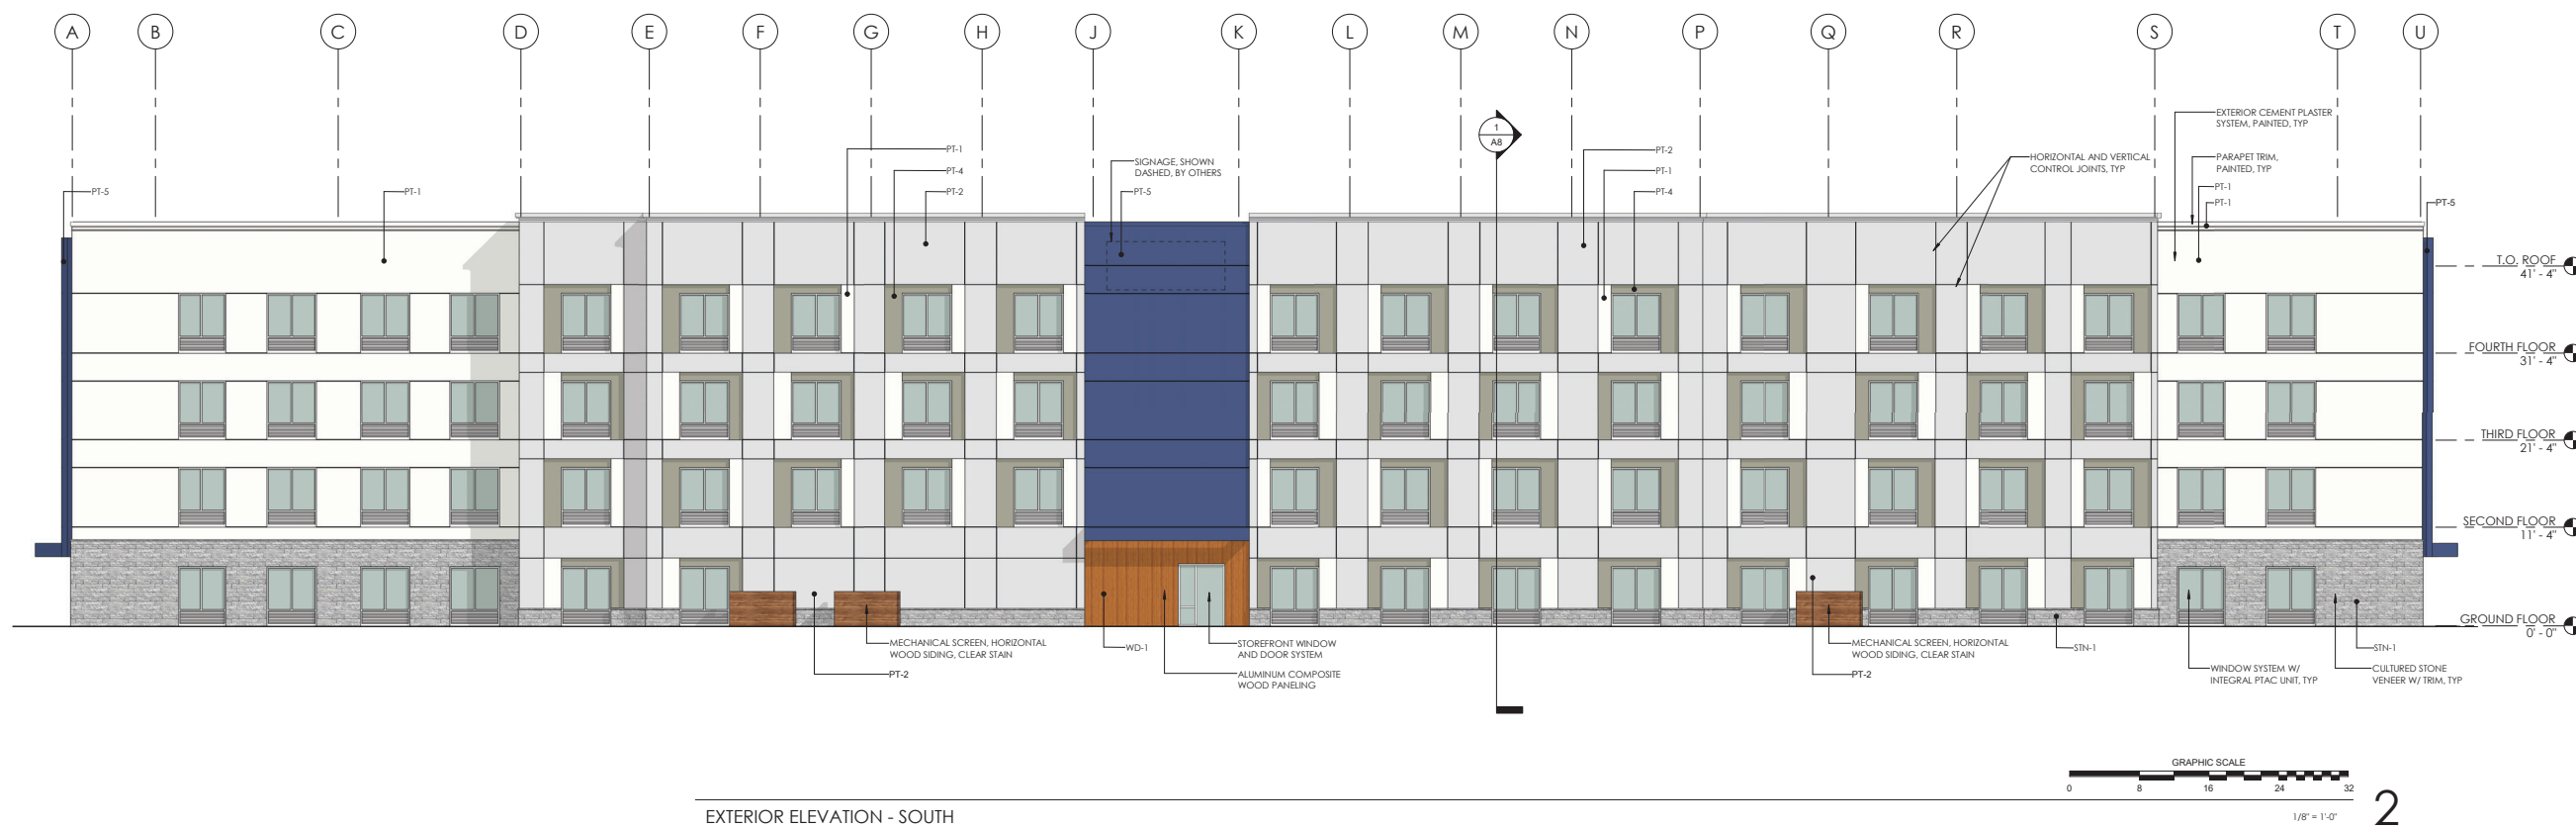 A B C D E F G H J K L M N P Q R S T U
1
A8
EXTERIOR CEMENT PLASTER
SYSTEM, PAINTED, TYP
PT-1
PT-4
PT-2
SIGNAGE, SHOWN
DASHED, BY OTHERS
PT-5
PT-2
PT-1
PT-4
HORIZONTAL AND VERTICAL
CONTROL JOINTS, TYP
PARAPET TRIM,
PAINTED, TYP
PT-1
PT-1
PT-5
PT-1
PT-5
T.O. ROOF
41' - 4"
FOURTH FLOOR
31' - 4"
THIRD FLOOR
21' - 4"
SECOND FLOOR
11' - 4"
GROUND FLOOR
0' - 0"
MECHANICAL SCREEN, HORIZONTAL
WOOD SIDING, CLEAR STAIN
PT-2
WD-1
STOREFRONT WINDOW
AND DOOR SYSTEM
ALUMINUM COMPOSITE
WOOD PANELING
MECHANICAL SCREEN, HORIZONTAL
WOOD SIDING, CLEAR STAIN
PT-2
STN-1
STN-1
WINDOW SYSTEM W/
INTEGRAL PTAC UNIT, TYP
CULTURED STONE
VENEER W/ TRIM, TYP
GRAPHIC SCALE
0 8 16 24 32
EXTERIOR ELEVATION - SOUTH
1/8" = 1'-0"
2